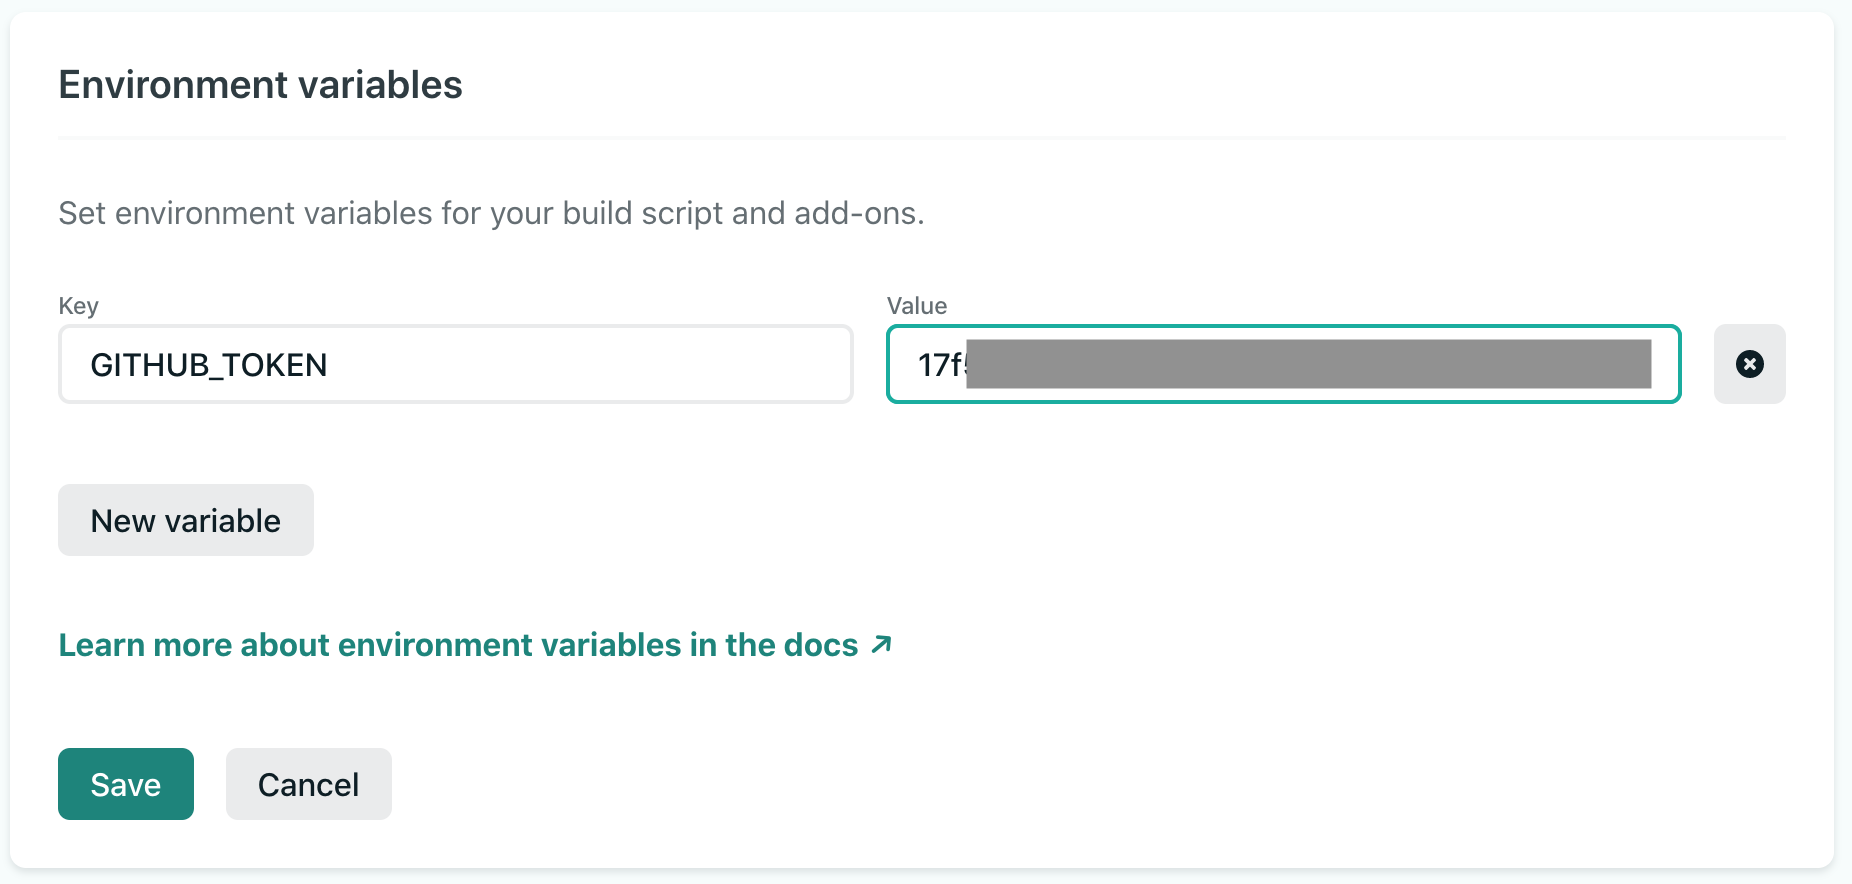 Environment variables
Set environment variables for your build script and add-ons.
Key
Value
GITHUB_TOKEN
17f
New variable
Learn more about environment variables in the docs ↗
Save
Cancel